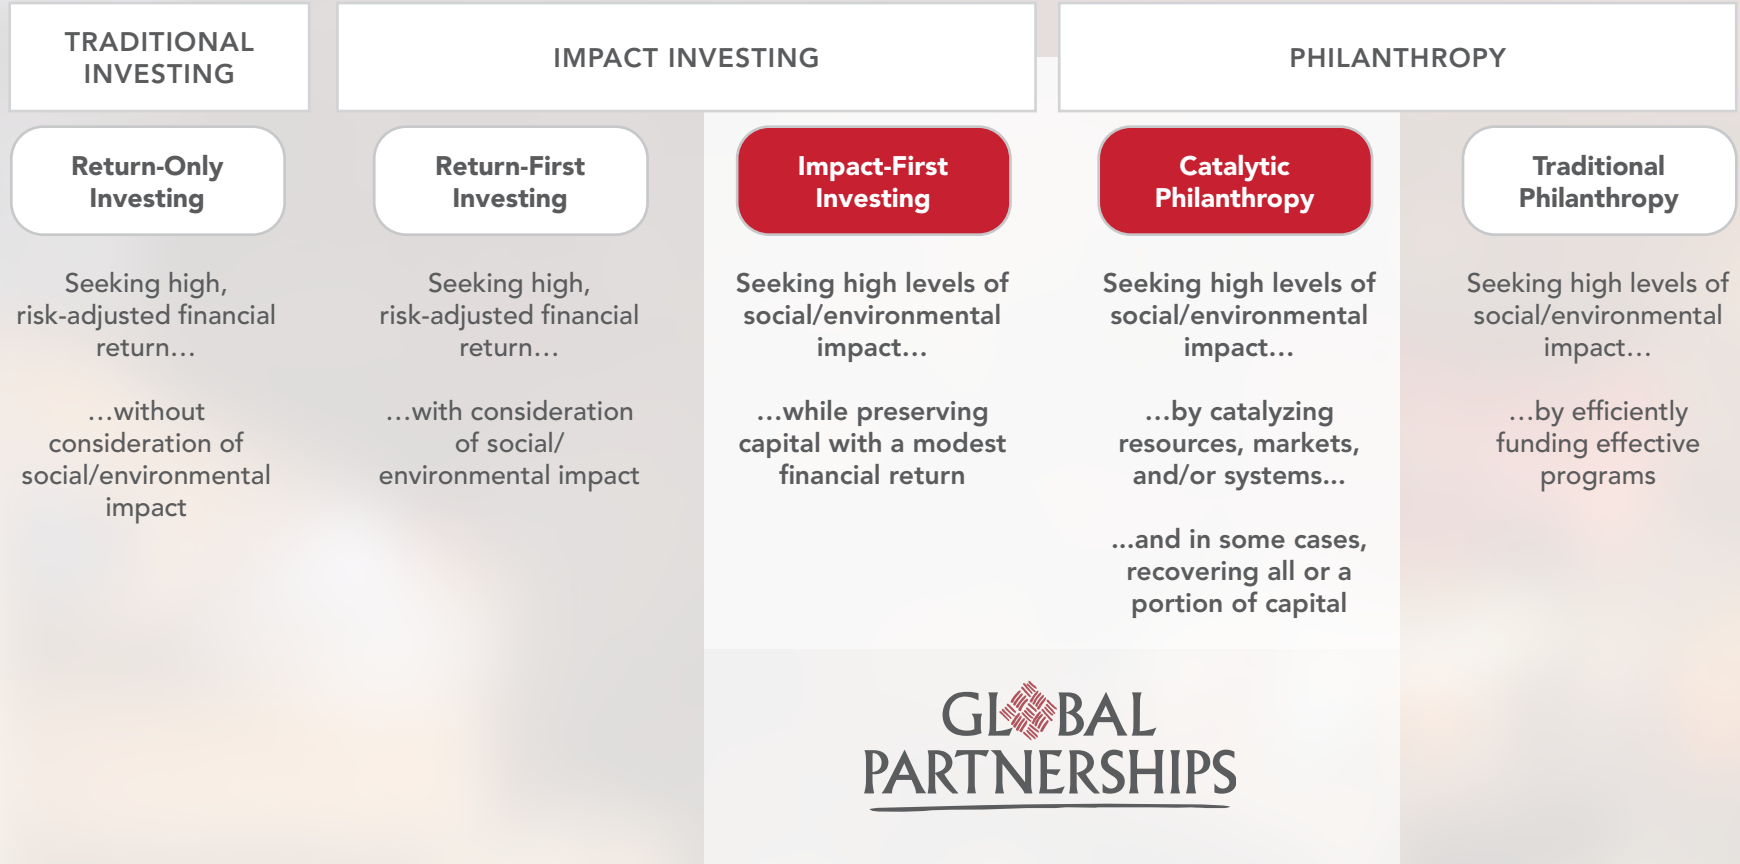 TRADITIONAL
INVESTING
IMPACT INVESTING
PHILANTHROPY
Return-Only
Investing
Return-First
Investing
Impact-First
Investing
Catalytic
Philanthropy
Traditional
Philanthropy
Seeking high,
risk-adjusted financial
return…
…without
consideration of
social/environmental
impact
Seeking high,
risk-adjusted financial
return…
…with consideration
of social/
environmental impact
Seeking high levels of
social/environmental
impact…
…while preserving
capital with a modest
financial return
Seeking high levels of
social/environmental
impact…
…by catalyzing
resources, markets,
and/or systems...
...and in some cases,
recovering all or a
portion of capital
Seeking high levels of
social/environmental
impact…
…by efficiently
funding effective
programs
GLOBAL
PARTNERSHIPS